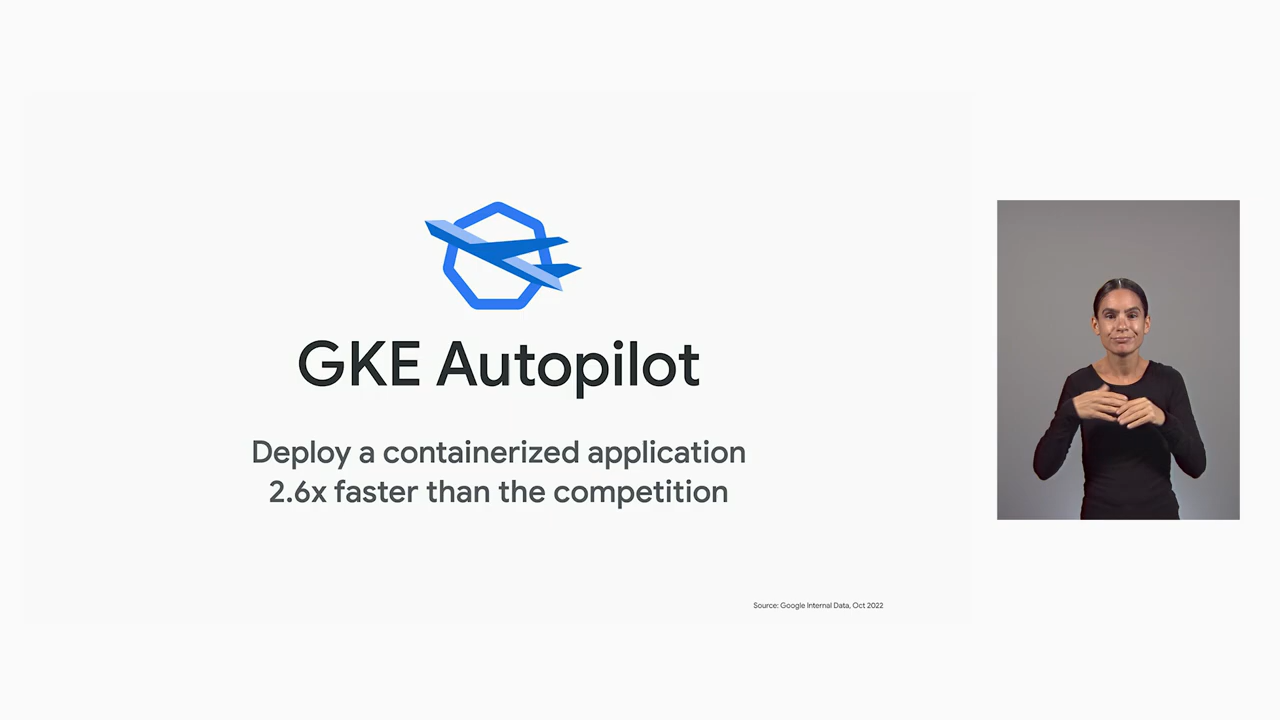 GKE Autopilot
Deploy a containerized application
2.6x faster than the competition
Source: Google Internal Data, Oct 2022